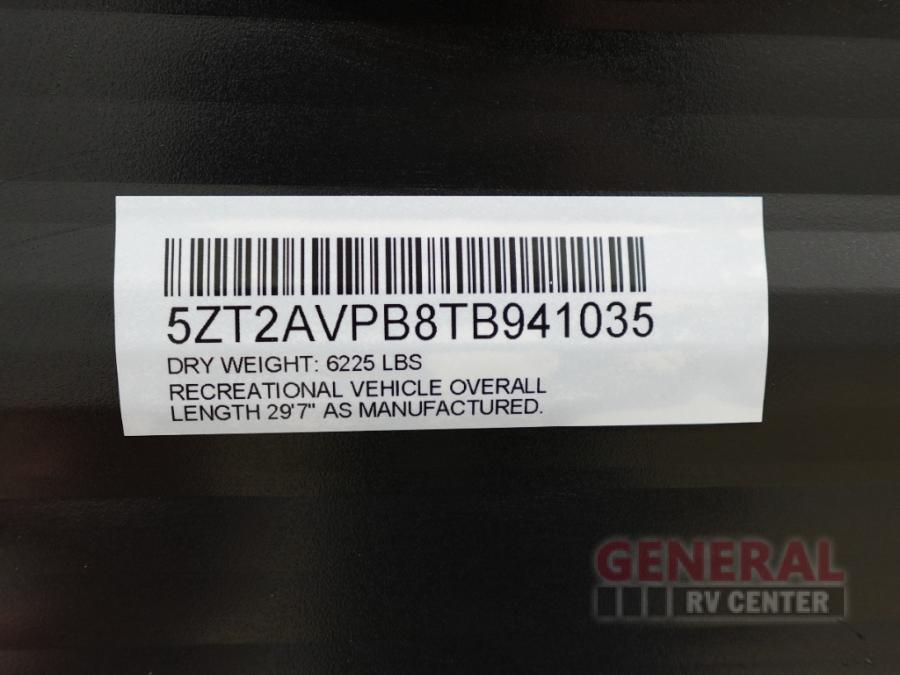 5ZT2AVPB8TB941035
DRY WEIGHT: 6225 LBS
RECREATIONAL VEHICLE OVERALL
LENGTH 29'7" AS MANUFACTURED.
GENERAL
RV CENTER